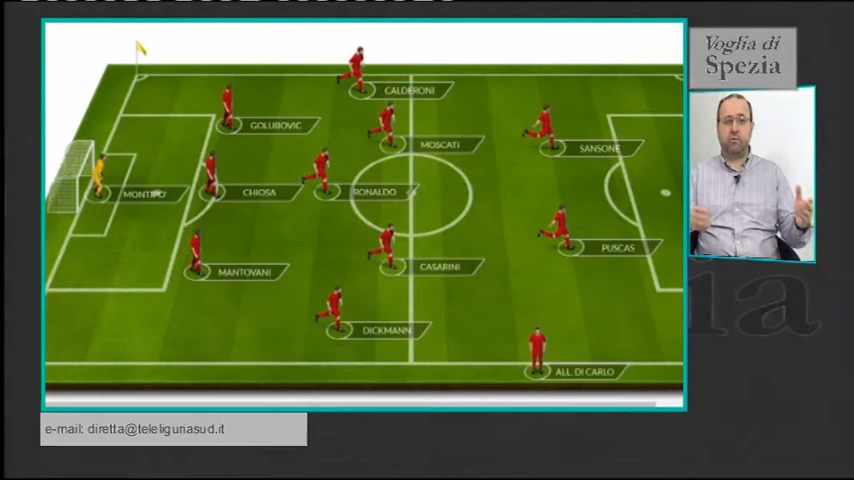 Voglia di
Spezia
CALDERONI
GOLUBOVIC
MOSCATI
SANSONE
MONTIPO'
CHIOSA
RONALDO
PUSCAS
MANTOVANI
CASARINI
DICKMANN
ALL. DI CARLO
e-mail: diretta@teleliguriasud.it